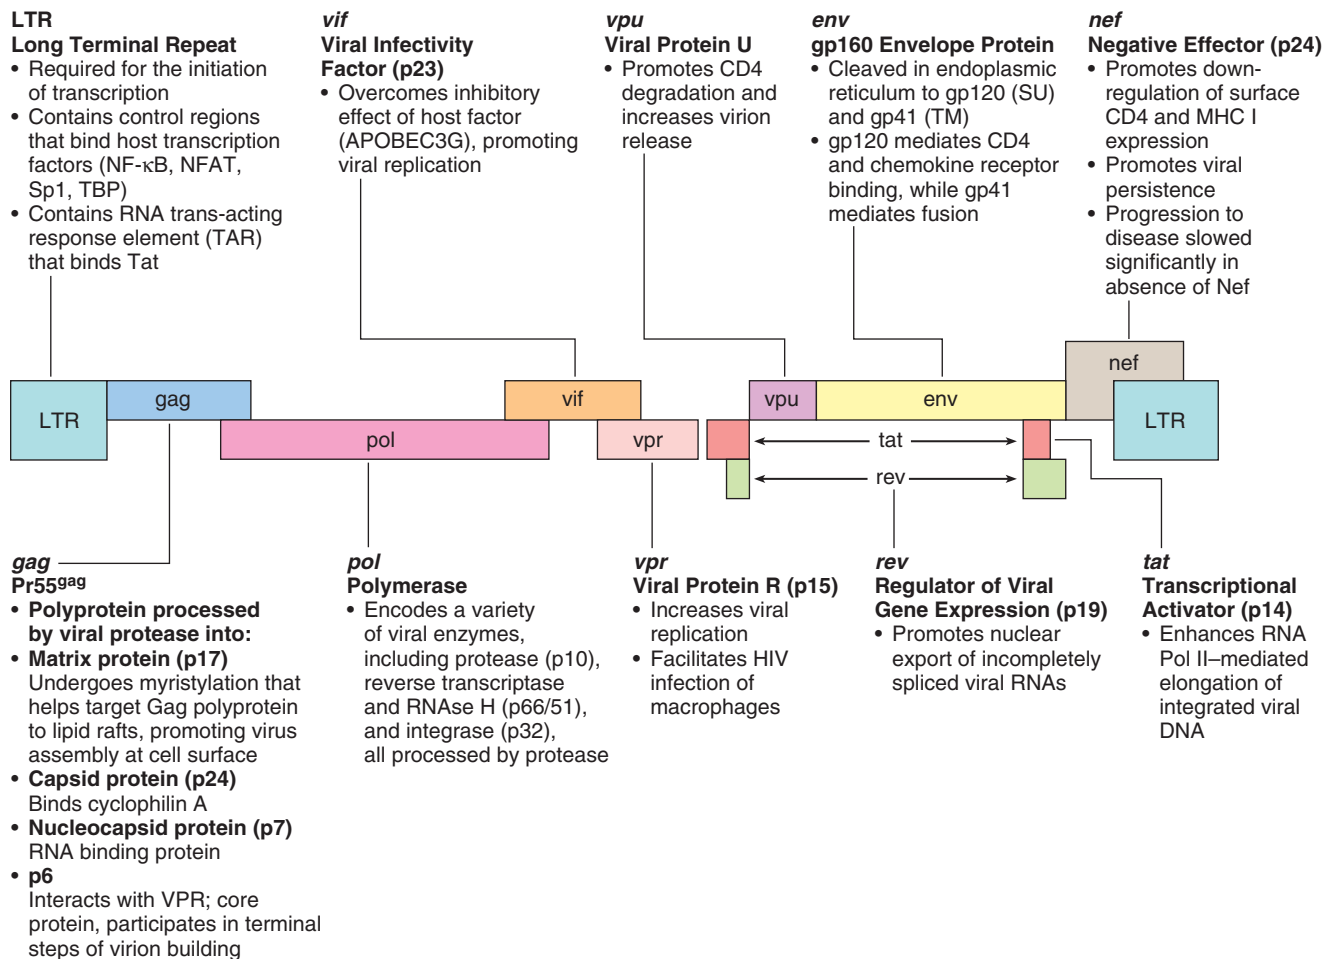 LTR
Long Terminal Repeat
• Required for the initiation
of transcription
• Contains control regions
that bind host transcription
factors (NF-κB, NFAT,
Sp1, TBP)
• Contains RNA trans-acting
response element (TAR)
that binds Tat
vif
Viral Infectivity
Factor (p23)
• Overcomes inhibitory
effect of host factor
(APOBEC3G), promoting
viral replication
vpu
Viral Protein U
• Promotes CD4
degradation and
increases virion
release
env
gp160 Envelope Protein
• Cleaved in endoplasmic
reticulum to gp120 (SU)
and gp41 (TM)
• gp120 mediates CD4
and chemokine receptor
binding, while gp41
mediates fusion
nef
Negative Effector (p24)
• Promotes down-
regulation of surface
CD4 and MHC I
expression
• Promotes viral
persistence
• Progression to
disease slowed
significantly in
absence of Nef
LTR
gag
pol
vif
vpr
vpu
env
tat
rev
nef
LTR
gag
Pr55gag
• Polyprotein processed
by viral protease into:
• Matrix protein (p17)
Undergoes myristylation that
helps target Gag polyprotein
to lipid rafts, promoting virus
assembly at cell surface
• Capsid protein (p24)
Binds cyclophilin A
• Nucleocapsid protein (p7)
RNA binding protein
• p6
Interacts with VPR; core
protein, participates in terminal
steps of virion building
pol
Polymerase
• Encodes a variety
of viral enzymes,
including protease (p10),
reverse transcriptase
and RNAse H (p66/51),
and integrase (p32),
all processed by protease
vpr
Viral Protein R (p15)
• Increases viral
replication
• Facilitates HIV
infection of
macrophages
rev
Regulator of Viral
Gene Expression (p19)
• Promotes nuclear
export of incompletely
spliced viral RNAs
tat
Transcriptional
Activator (p14)
• Enhances RNA
Pol II–mediated
elongation of
integrated viral
DNA